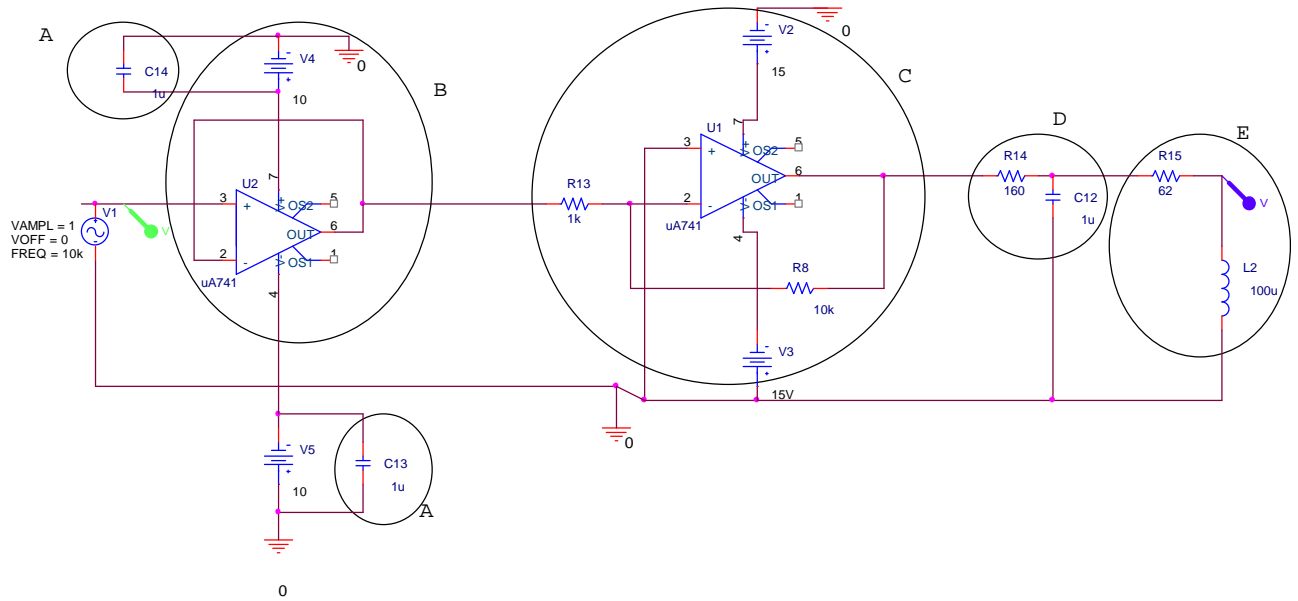 A
C14
1u
V4
10
0
B
U2
7
3
+
2
-
V+
OS2
5
OUT
6
OS1
1
V-
4
uA741
V1
VAMPL = 1
VOFF = 0
FREQ = 10k
V
V5
10
0
C13
1u
A
V2
15
0
C
U1
7
3
+
2
-
V+
OS2
5
OUT
6
OS1
1
V-
4
uA741
R13
1k
R8
10k
V3
15V
0
D
R14
160
C12
1u
E
R15
62
V
L2
100u